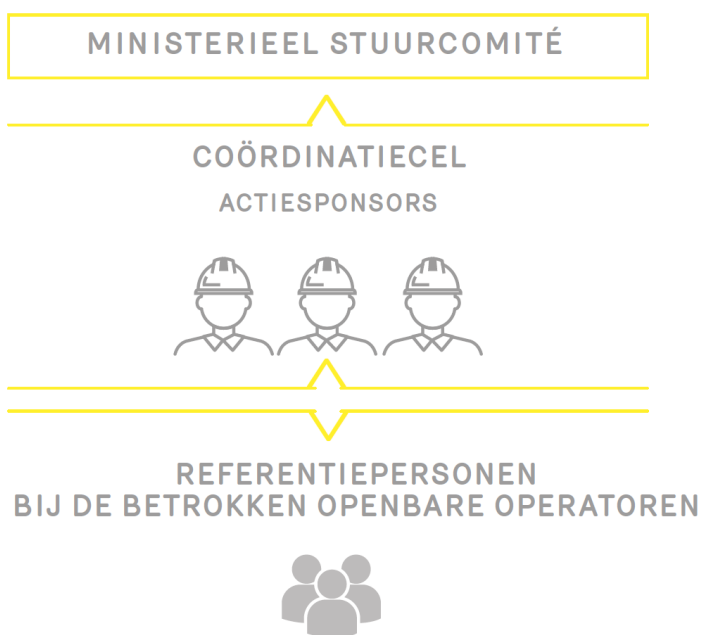 MINISTERIEEL STUURCOMITÉ
COÖRDINATIECEL
ACTIESPONSORS
REFERENTIEPERSONEN
BIJ DE BETROKKEN OPENBARE OPERATOREN